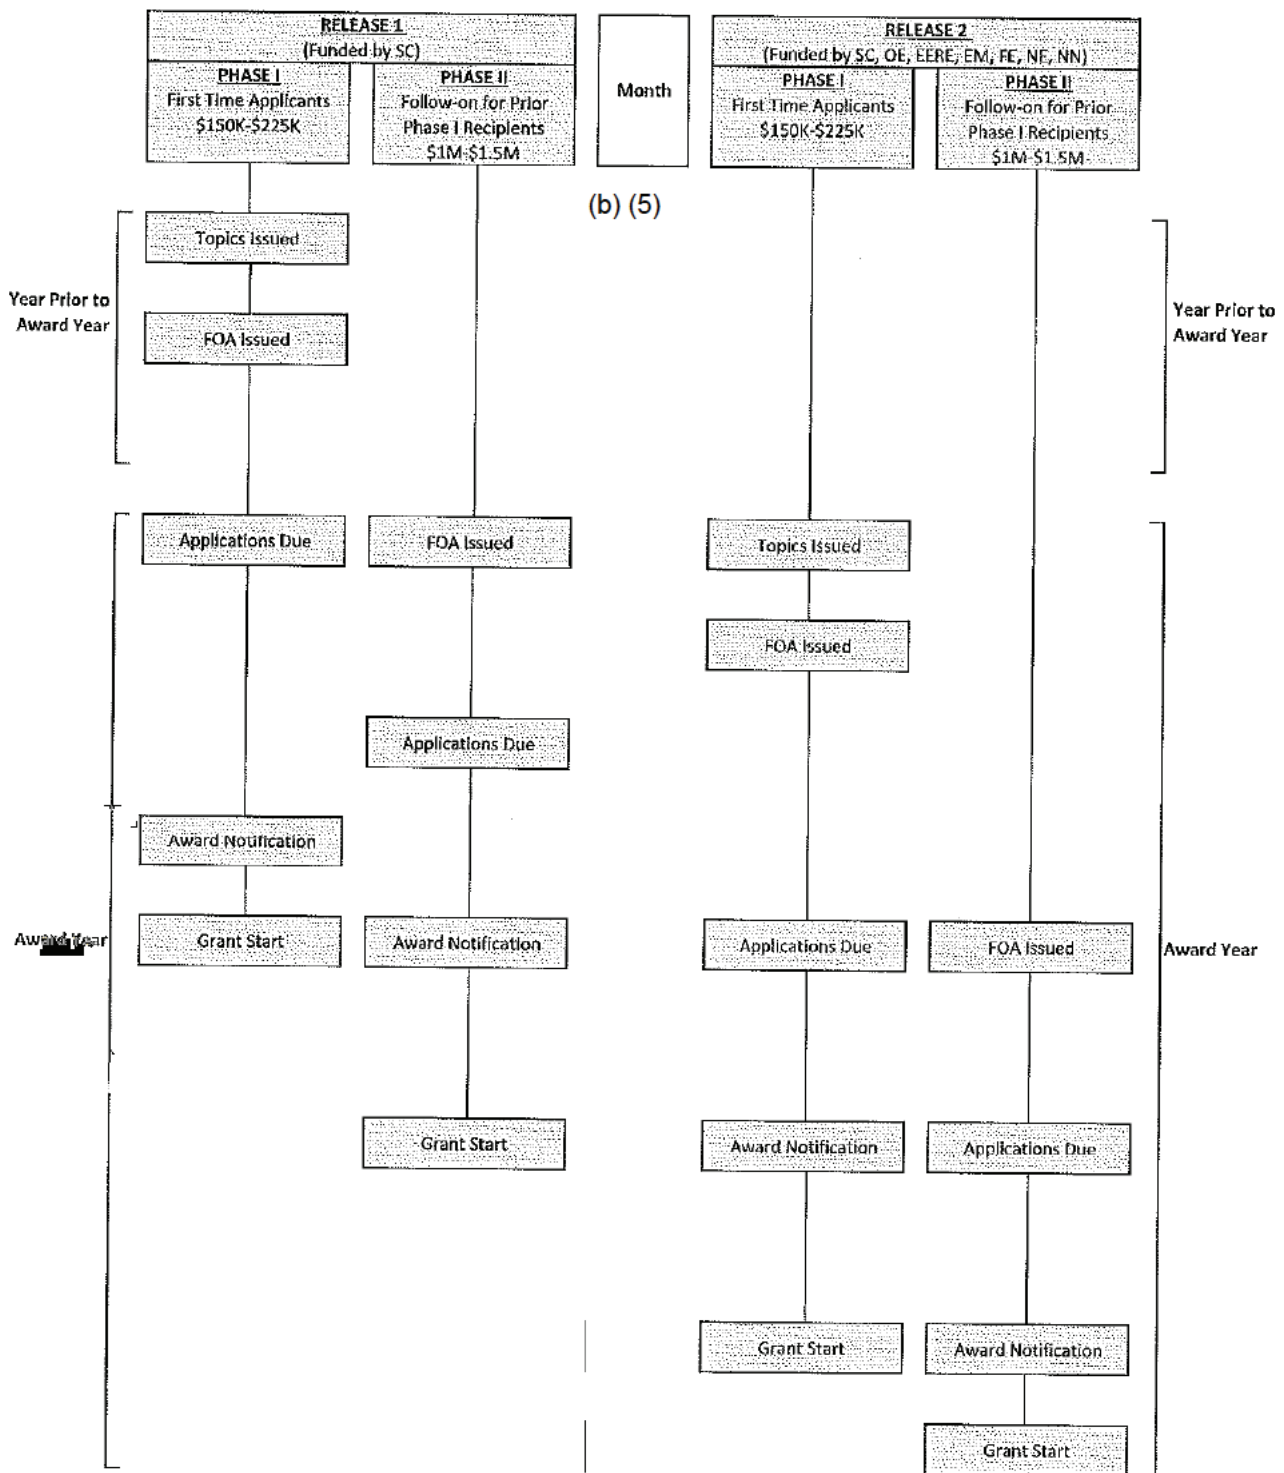 RELEASE 1
(Funded by SC)
PHASE I
First Time Applicants
$150K-$225K
PHASE II
Follow-on for Prior
Phase I Recipients
$1M-$1.5M
Month
RELEASE 2
(Funded by SC, OE, EERE, EM, FE, NE, NN)
PHASE I
First Time Applicants
$150K-$225K
PHASE II
Follow-on for Prior
Phase I Recipients
$1M-$1.5M
(b) (5)
Topics Issued
Year Prior to
Award Year
FOA Issued
Year Prior to
Award Year
Applications Due
FOA Issued
Topics Issued
FOA Issued
Applications Due
Award Notification
Award Year
Grant Start
Award Notification
Applications Due
FOA Issued
Award Year
Grant Start
Award Notification
Applications Due
Grant Start
Award Notification
Grant Start